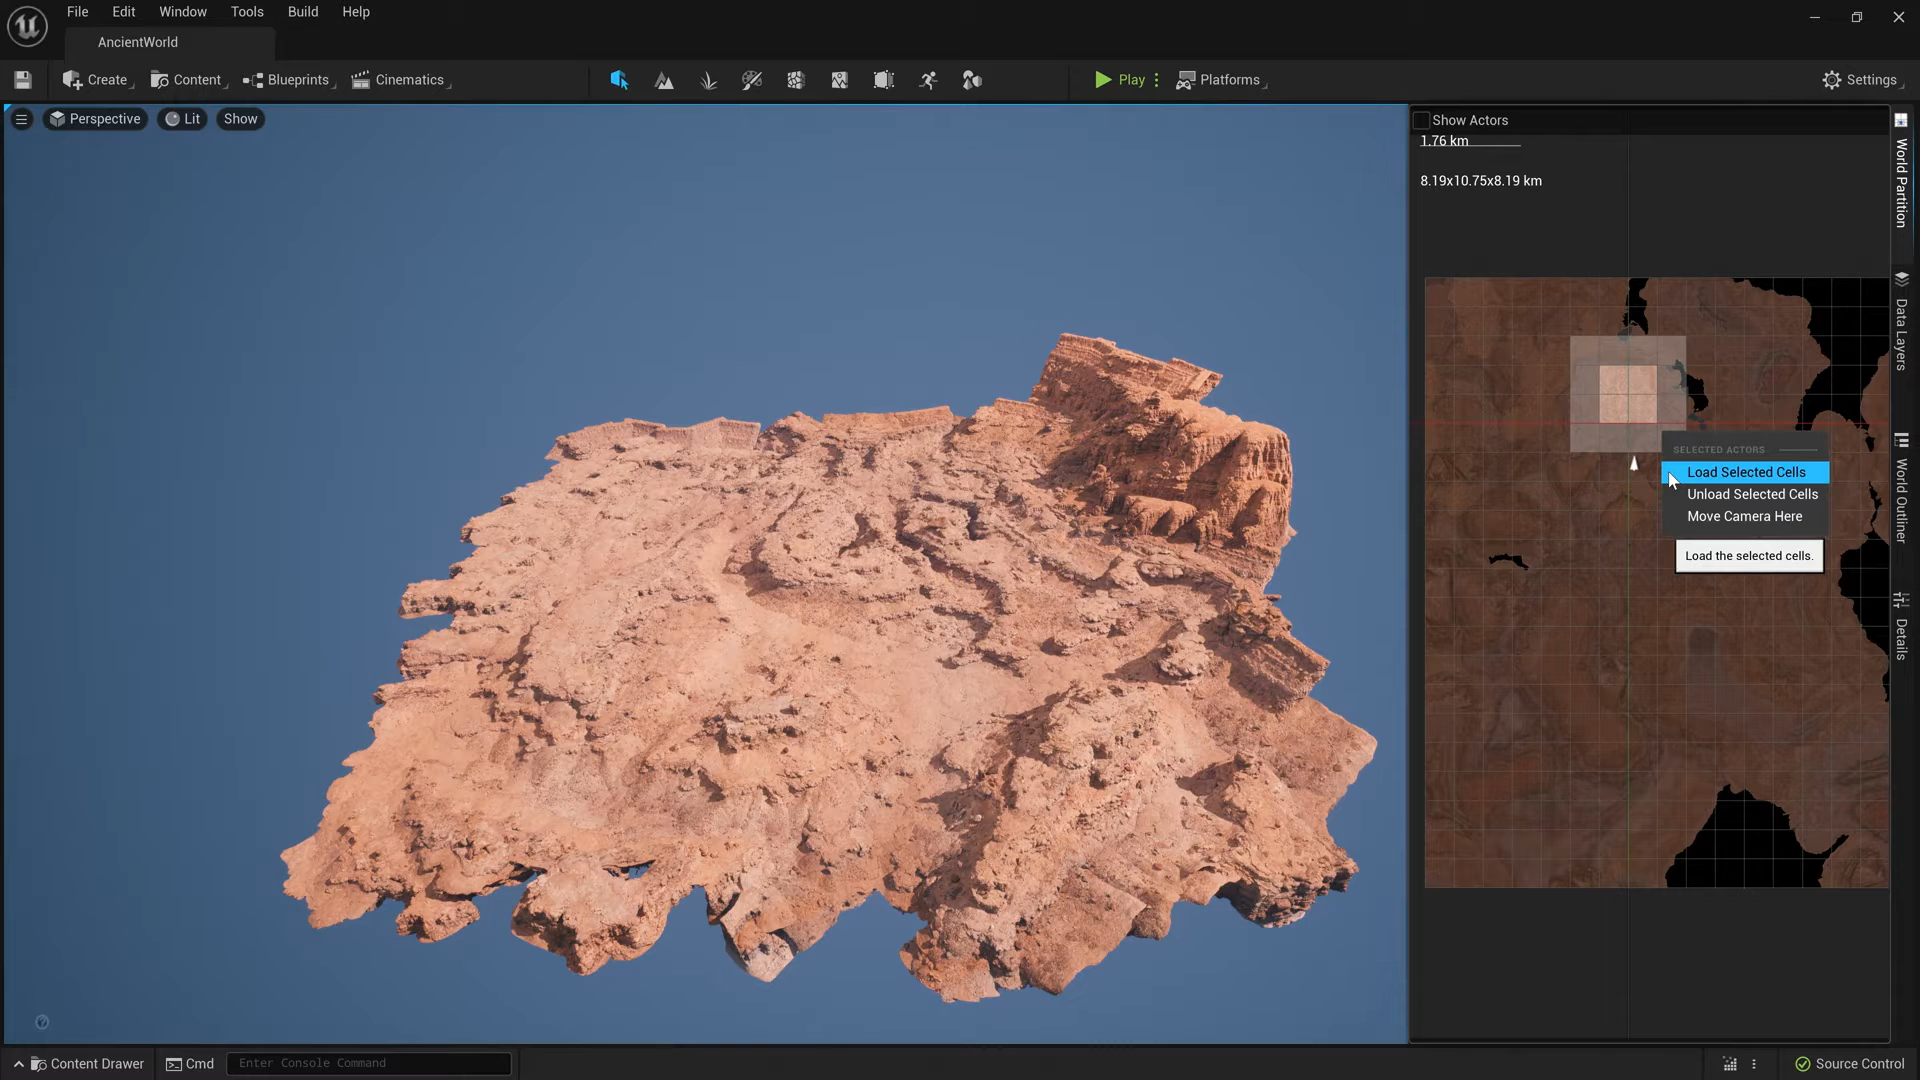 File Edit Window Tools Build Help
AncientWorld
Create Content Blueprints Cinematics Play Platforms Settings
Perspective Lit Show
Show Actors
1.76 km
8.19x10.75x8.19 km
World Partition
Data Layers
World Outliner
Details
SELECTED ACTORS
Load Selected Cells
Unload Selected Cells
Move Camera Here
Load the selected cells.
Content Drawer Cmd Enter Console Command Source Control